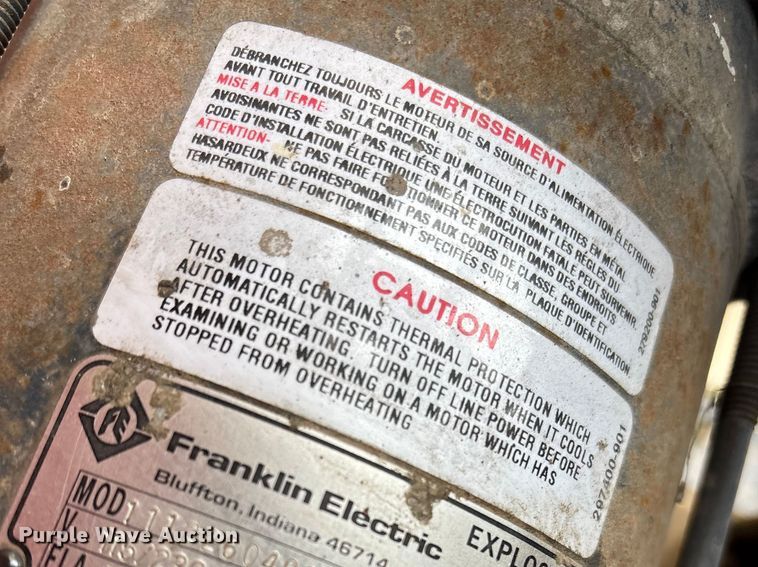 AVERTISSEMENT
DÉBRANCHEZ TOUJOURS LE MOTEUR DE SA SOURCE D'ALIMENTATION ÉLECTRIQUE
AVANT TOUT TRAVAIL D'ENTRETIEN.
MISE A LA TERRE. SI LA CARCASSE DU MOTEUR ET LES PARTIES EN MÉTAL
AVOISINANTES NE SONT PAS RELIÉES À LA TERRE SUIVANT LES RÈGLES DU
CODE D'INSTALLATION ÉLECTRIQUE UNE ÉLECTROCUTION FATALE PEUT SURVENIR.
ATTENTION- NE PAS FAIRE FONCTIONNER CE MOTEUR DANS DES ENDROITS
HASARDEUX NE CORRESPONDANT PAS AUX CODES DE CLASSE, GROUPE ET
TEMPÉRATURE DE FONCTIONNEMENT SPECIFIÉS SUR LA PLAQUE D'IDENTIFICATION
279200-901
CAUTION
THIS MOTOR CONTAINS THERMAL PROTECTION WHICH
AUTOMATICALLY RESTARTS THE MOTOR WHEN IT COOLS
AFTER OVERHEATING. TURN OFF LINE POWER BEFORE
EXAMINING OR WORKING ON A MOTOR WHICH HAS
STOPPED FROM OVERHEATING
297400-901
FE
Franklin Electric
Bluffton, Indiana 46714
MOD
EXPLOS
Purple Wave Auction